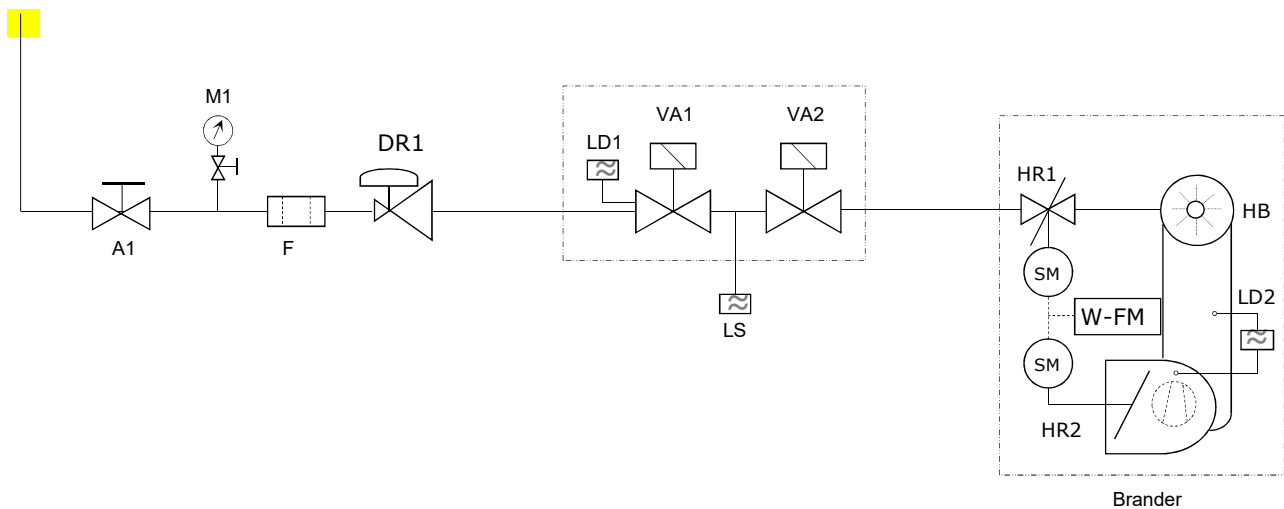 M1
VA1
VA2
DR1
LD1
HR1
HB
A1
F
SM
LD2
W-FM
LS
SM
HR2
Brander